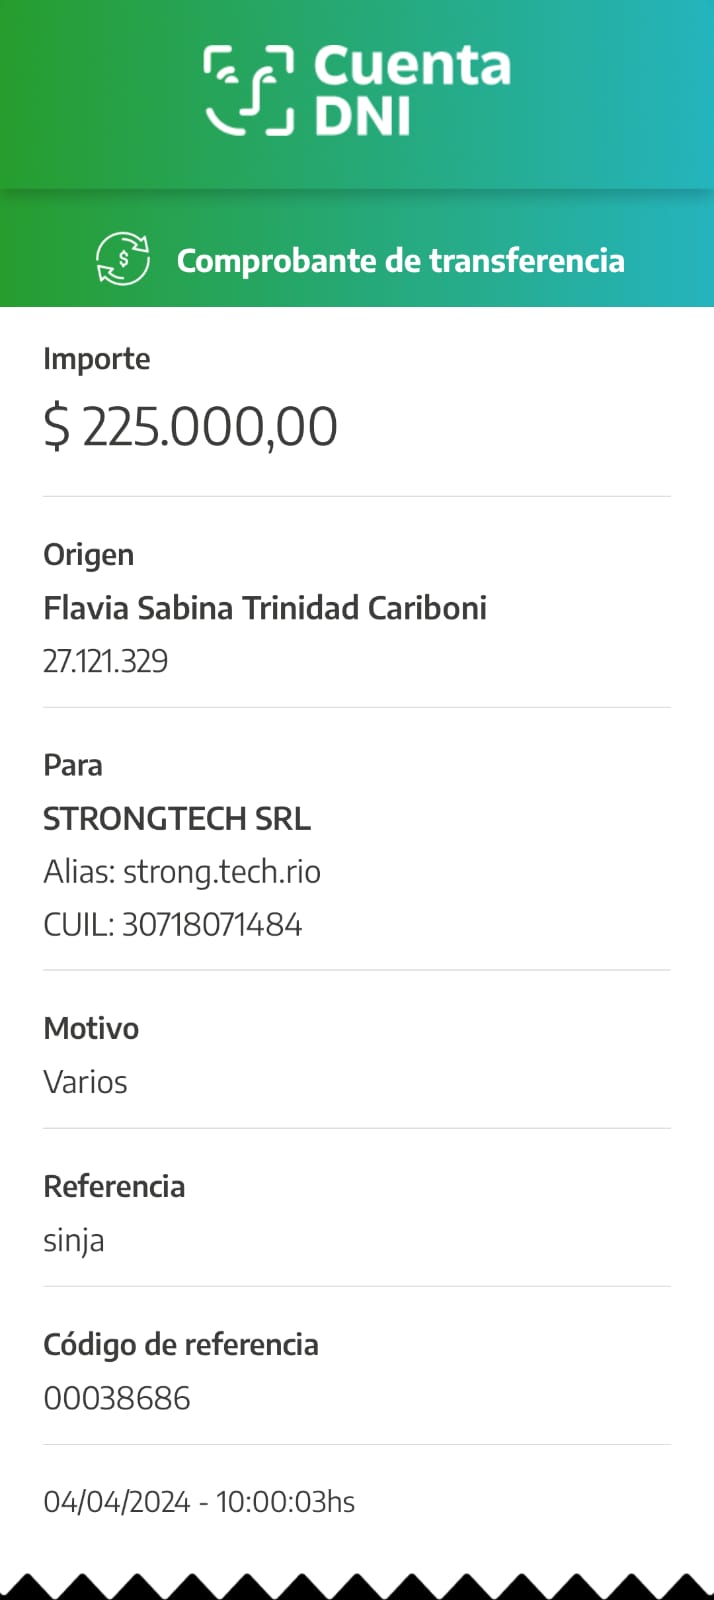 Cuenta
DNI
Comprobante de transferencia
Importe
$ 225.000,00
Origen
Flavia Sabina Trinidad Cariboni
27.121.329
Para
STRONGTECH SRL
Alias: strong.tech.rio
CUIL: 30718071484
Motivo
Varios
Referencia
sinja
Código de referencia
00038686
04/04/2024 - 10:00:03hs